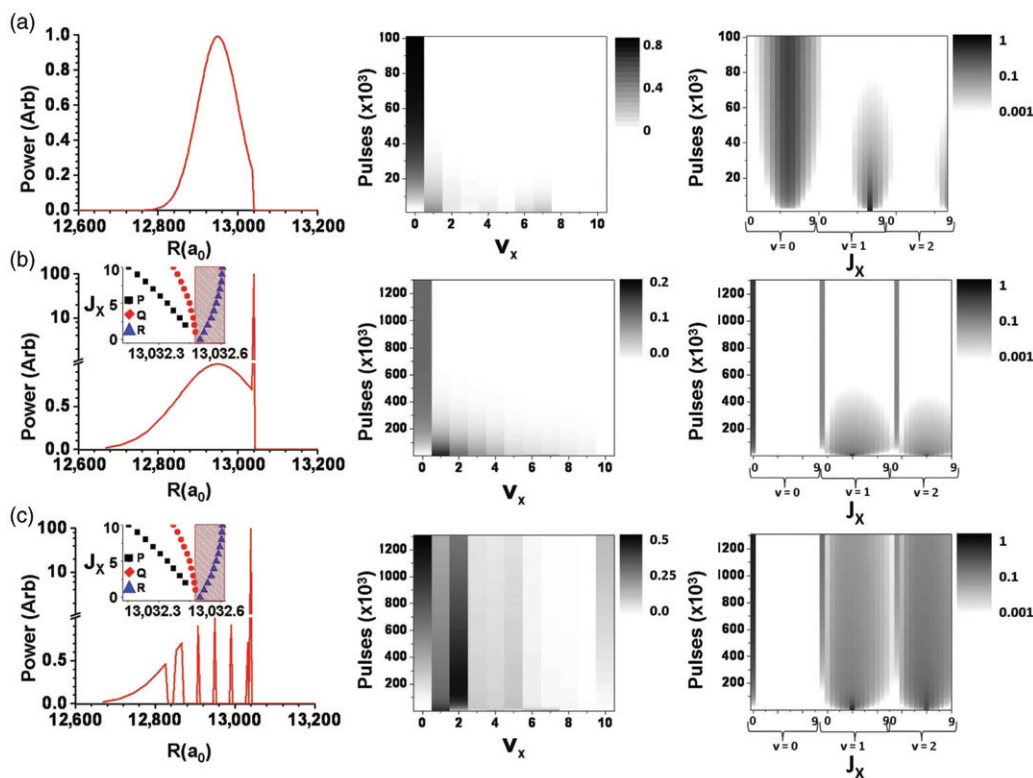 (a)
Power (Arb)
1.0
0.8
0.6
0.4
0.2
0.0
12,600 12,800 13,000 13,200
R(a₀)
Pulses (x10³)
100
80
60
40
20
0 2 4 6 8 10
Vₓ
0.8
0.4
0
Pulses (x10³)
100
80
60
40
20
0 90 90 9
v = 0 v = 1 v = 2
Jₓ
1
0.1
0.001
(b)
Power (Arb)
100
10
0.5
0.0
12,600 12,800 13,000 13,200
R(a₀)
Jₓ
10
5
0
P
Q
R
13,032.3 13,032.6
Pulses (x10³)
1200
1000
800
600
400
200
0 2 4 6 8 10
Vₓ
0.2
0.1
0.0
Pulses (x10³)
1200
1000
800
600
400
200
0 90 90 9
v = 0 v = 1 v = 2
Jₓ
1
0.1
0.001
(c)
Power (Arb)
100
10
0.5
0.0
12,600 12,800 13,000 13,200
R(a₀)
Jₓ
10
5
0
P
Q
R
13,032.3 13,032.6
Pulses (x10³)
1200
1000
800
600
400
200
0 2 4 6 8 10
Vₓ
0.5
0.25
0.0
Pulses (x10³)
1200
1000
800
600
400
200
0 90 90 9
v = 0 v = 1 v = 2
Jₓ
1
0.1
0.001